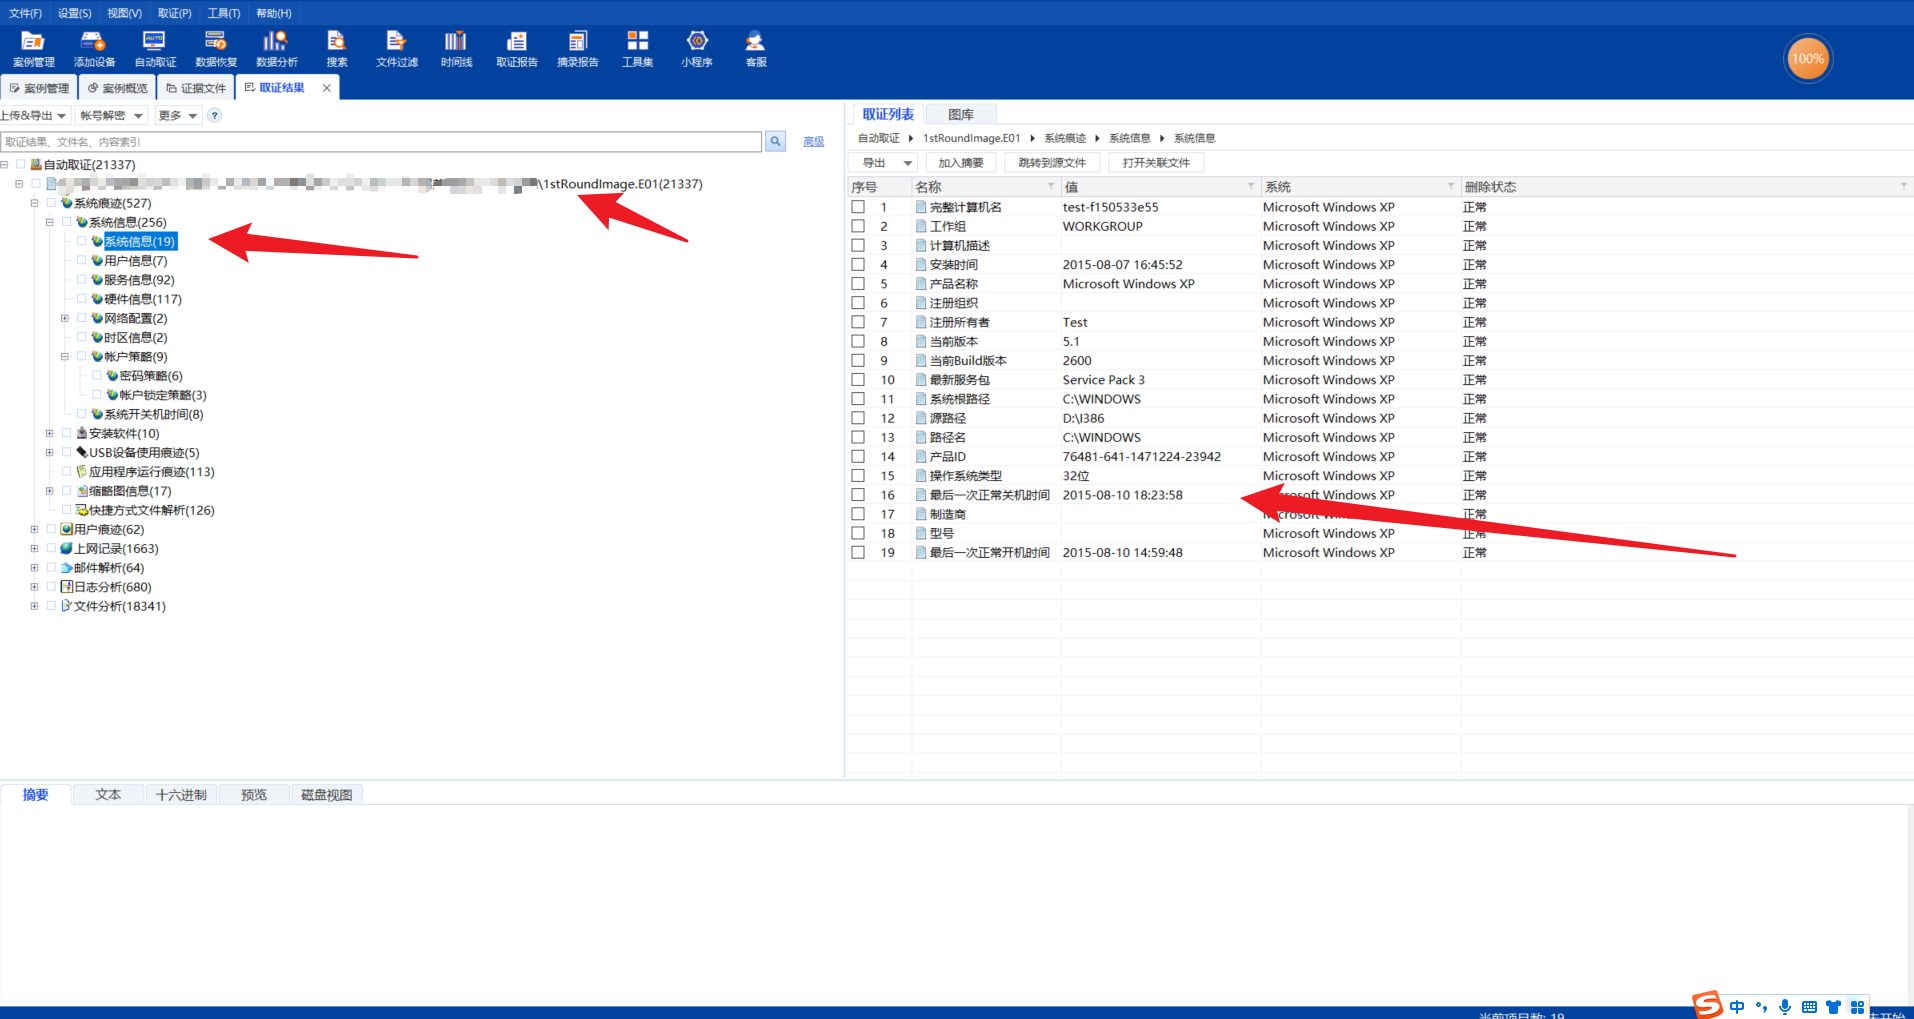 文件(F) 设置(S) 视图(V) 取证(P) 工具(T) 帮助(H)
案例管理 添加设备 自动取证 数据恢复 数据分析 搜索 文件过滤 时间线 取证报告 摘录报告 工具集 小程序 客服
100%
案例管理 案例概览 证据文件 取证结果
上传&导出 帐号解密 更多 ?
取证结果、文件名、内容索引 高级
自动取证(21337)
\1stRoundImage.E01(21337)
系统痕迹(527)
系统信息(256)
系统信息(19)
用户信息(7)
服务信息(92)
硬件信息(117)
网络配置(2)
时区信息(2)
帐户策略(9)
密码策略(6)
帐户锁定策略(3)
系统开关机时间(8)
安装软件(10)
USB设备使用痕迹(5)
应用程序运行痕迹(113)
缩略图信息(17)
快捷方式文件解析(126)
用户痕迹(62)
上网记录(1663)
邮件解析(64)
日志分析(680)
文件分析(18341)
取证列表 图库
自动取证 1stRoundImage.E01 系统痕迹 系统信息 系统信息
导出 加入摘要 跳转到源文件 打开关联文件
序号 名称 值 系统 删除状态
1 完整计算机名 test-f150533e55 Microsoft Windows XP 正常
2 工作组 WORKGROUP Microsoft Windows XP 正常
3 计算机描述 Microsoft Windows XP 正常
4 安装时间 2015-08-07 16:45:52 Microsoft Windows XP 正常
5 产品名称 Microsoft Windows XP Microsoft Windows XP 正常
6 注册组织 Microsoft Windows XP 正常
7 注册所有者 Test Microsoft Windows XP 正常
8 当前版本 5.1 Microsoft Windows XP 正常
9 当前Build版本 2600 Microsoft Windows XP 正常
10 最新服务包 Service Pack 3 Microsoft Windows XP 正常
11 系统根路径 C:\WINDOWS Microsoft Windows XP 正常
12 源路径 D:\I386 Microsoft Windows XP 正常
13 路径名 C:\WINDOWS Microsoft Windows XP 正常
14 产品ID 76481-641-1471224-23942 Microsoft Windows XP 正常
15 操作系统类型 32位 Microsoft Windows XP 正常
16 最后一次正常关机时间 2015-08-10 18:23:58 Microsoft Windows XP 正常
17 制造商 Microsoft Windows XP 正常
18 型号 Microsoft Windows XP 正常
19 最后一次正常开机时间 2015-08-10 14:59:48 Microsoft Windows XP 正常
摘要 文本 十六进制 预览 磁盘视图
当前项目数: 19
中